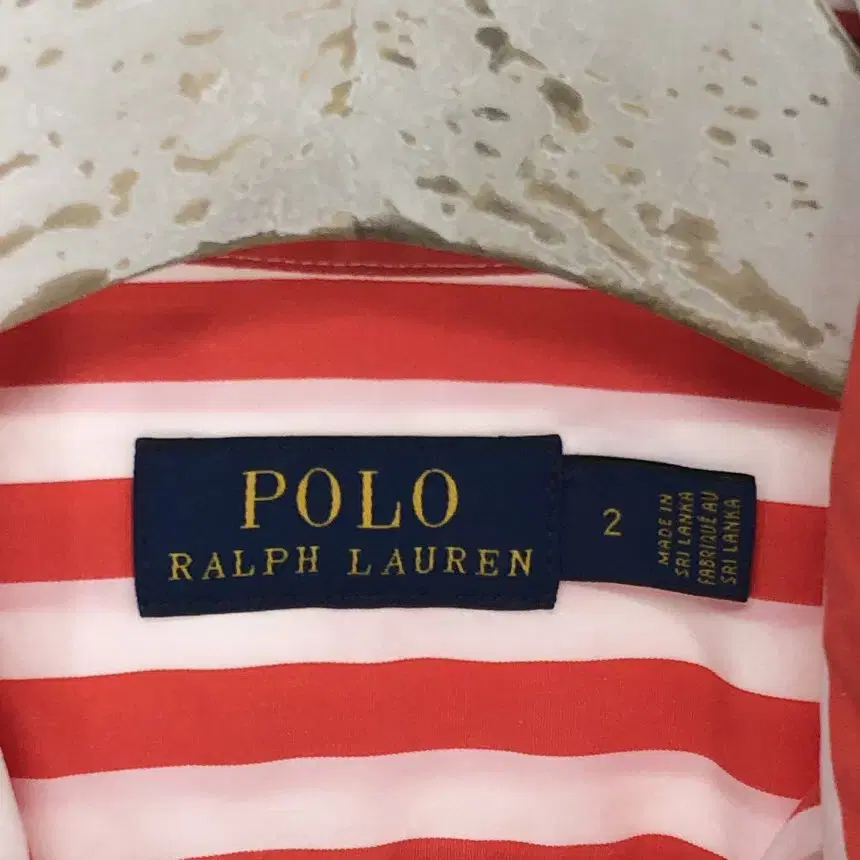 POLO
RALPH LAUREN
2
MADE IN
SRI LANKA
FABRIQUÉ AU
SRI LANKA